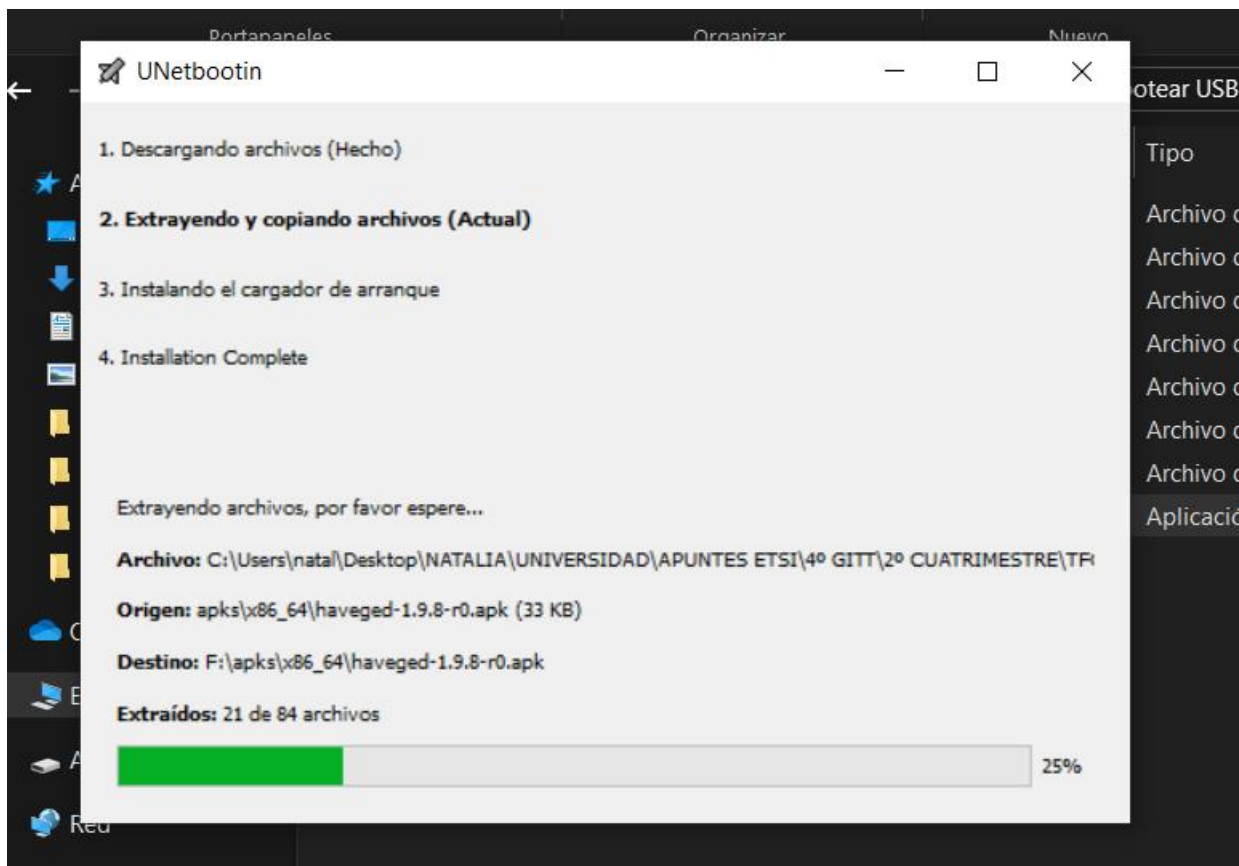 Portapapeles Organizar Nuevo
UNetbootin
otear USB
1. Descargando archivos (Hecho)
Tipo
2. Extrayendo y copiando archivos (Actual)
Archivo
Archivo
3. Instalando el cargador de arranque
Archivo
Archivo
4. Installation Complete
Archivo
Archivo
Archivo
Extrayendo archivos, por favor espere...
Aplicació
Archivo: C:\Users\natal\Desktop\NATALIA\UNIVERSIDAD\APUNTES ETSI\4º GITT\2º CUATRIMESTRE\TF
Origen: apks\x86_64\haveged-1.9.8-r0.apk (33 KB)
Destino: F:\apks\x86_64\haveged-1.9.8-r0.apk
Extraídos: 21 de 84 archivos
25%
Red